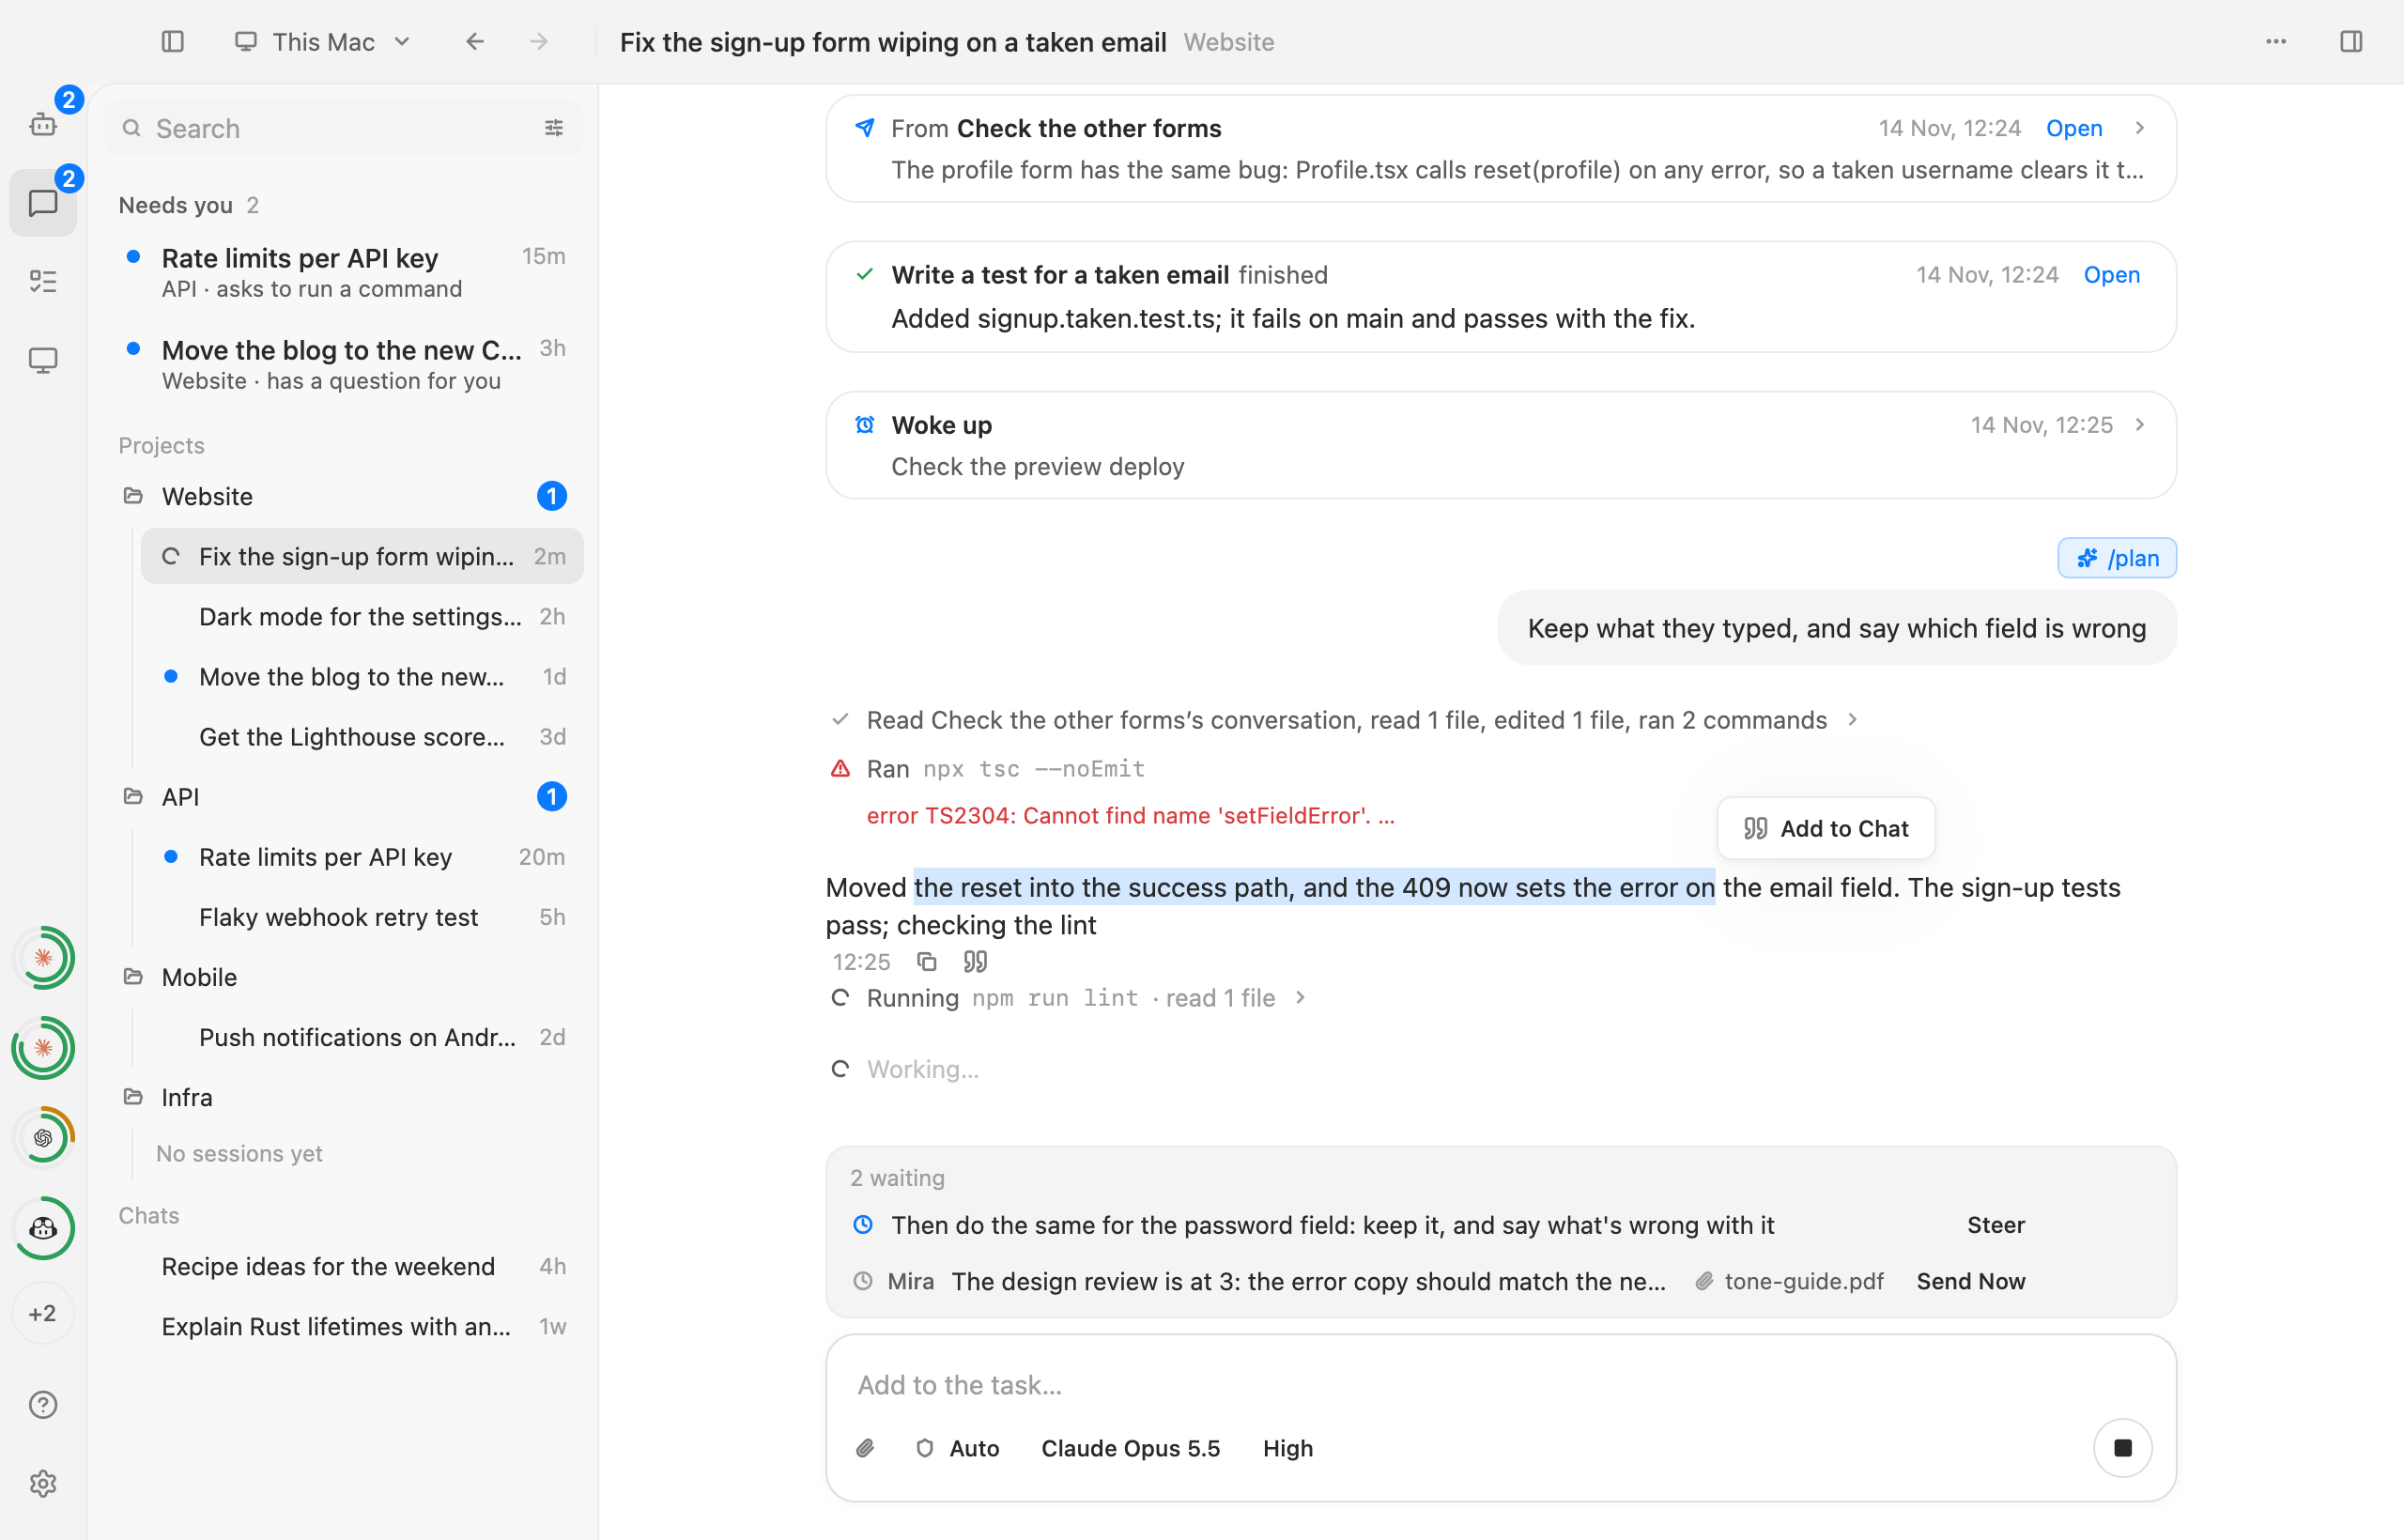 This Mac
Fix the sign-up form wiping on a taken email Website
2
2
Search
Needs you 2
Rate limits per API key 15m
API · asks to run a command
Move the blog to the new C... 3h
Website · has a question for you
Projects
Website 1
Fix the sign-up form wipin... 2m
Dark mode for the settings... 2h
Move the blog to the new... 1d
Get the Lighthouse score... 3d
API 1
Rate limits per API key 20m
Flaky webhook retry test 5h
Mobile
Push notifications on Andr... 2d
Infra
No sessions yet
Chats
Recipe ideas for the weekend 4h
Explain Rust lifetimes with an... 1w
+2
From Check the other forms 14 Nov, 12:24 Open
The profile form has the same bug: Profile.tsx calls reset(profile) on any error, so a taken username clears it t...
Write a test for a taken email finished 14 Nov, 12:24 Open
Added signup.taken.test.ts; it fails on main and passes with the fix.
Woke up 14 Nov, 12:25
Check the preview deploy
/plan
Keep what they typed, and say which field is wrong
Read Check the other forms’s conversation, read 1 file, edited 1 file, ran 2 commands
Ran npx tsc --noEmit
error TS2304: Cannot find name 'setFieldError'. ...
Add to Chat
Moved the reset into the success path, and the 409 now sets the error on the email field. The sign-up tests
pass; checking the lint
12:25
Running npm run lint · read 1 file
Working...
2 waiting
Then do the same for the password field: keep it, and say what's wrong with it Steer
Mira The design review is at 3: the error copy should match the ne... tone-guide.pdf Send Now
Add to the task...
Auto Claude Opus 5.5 High